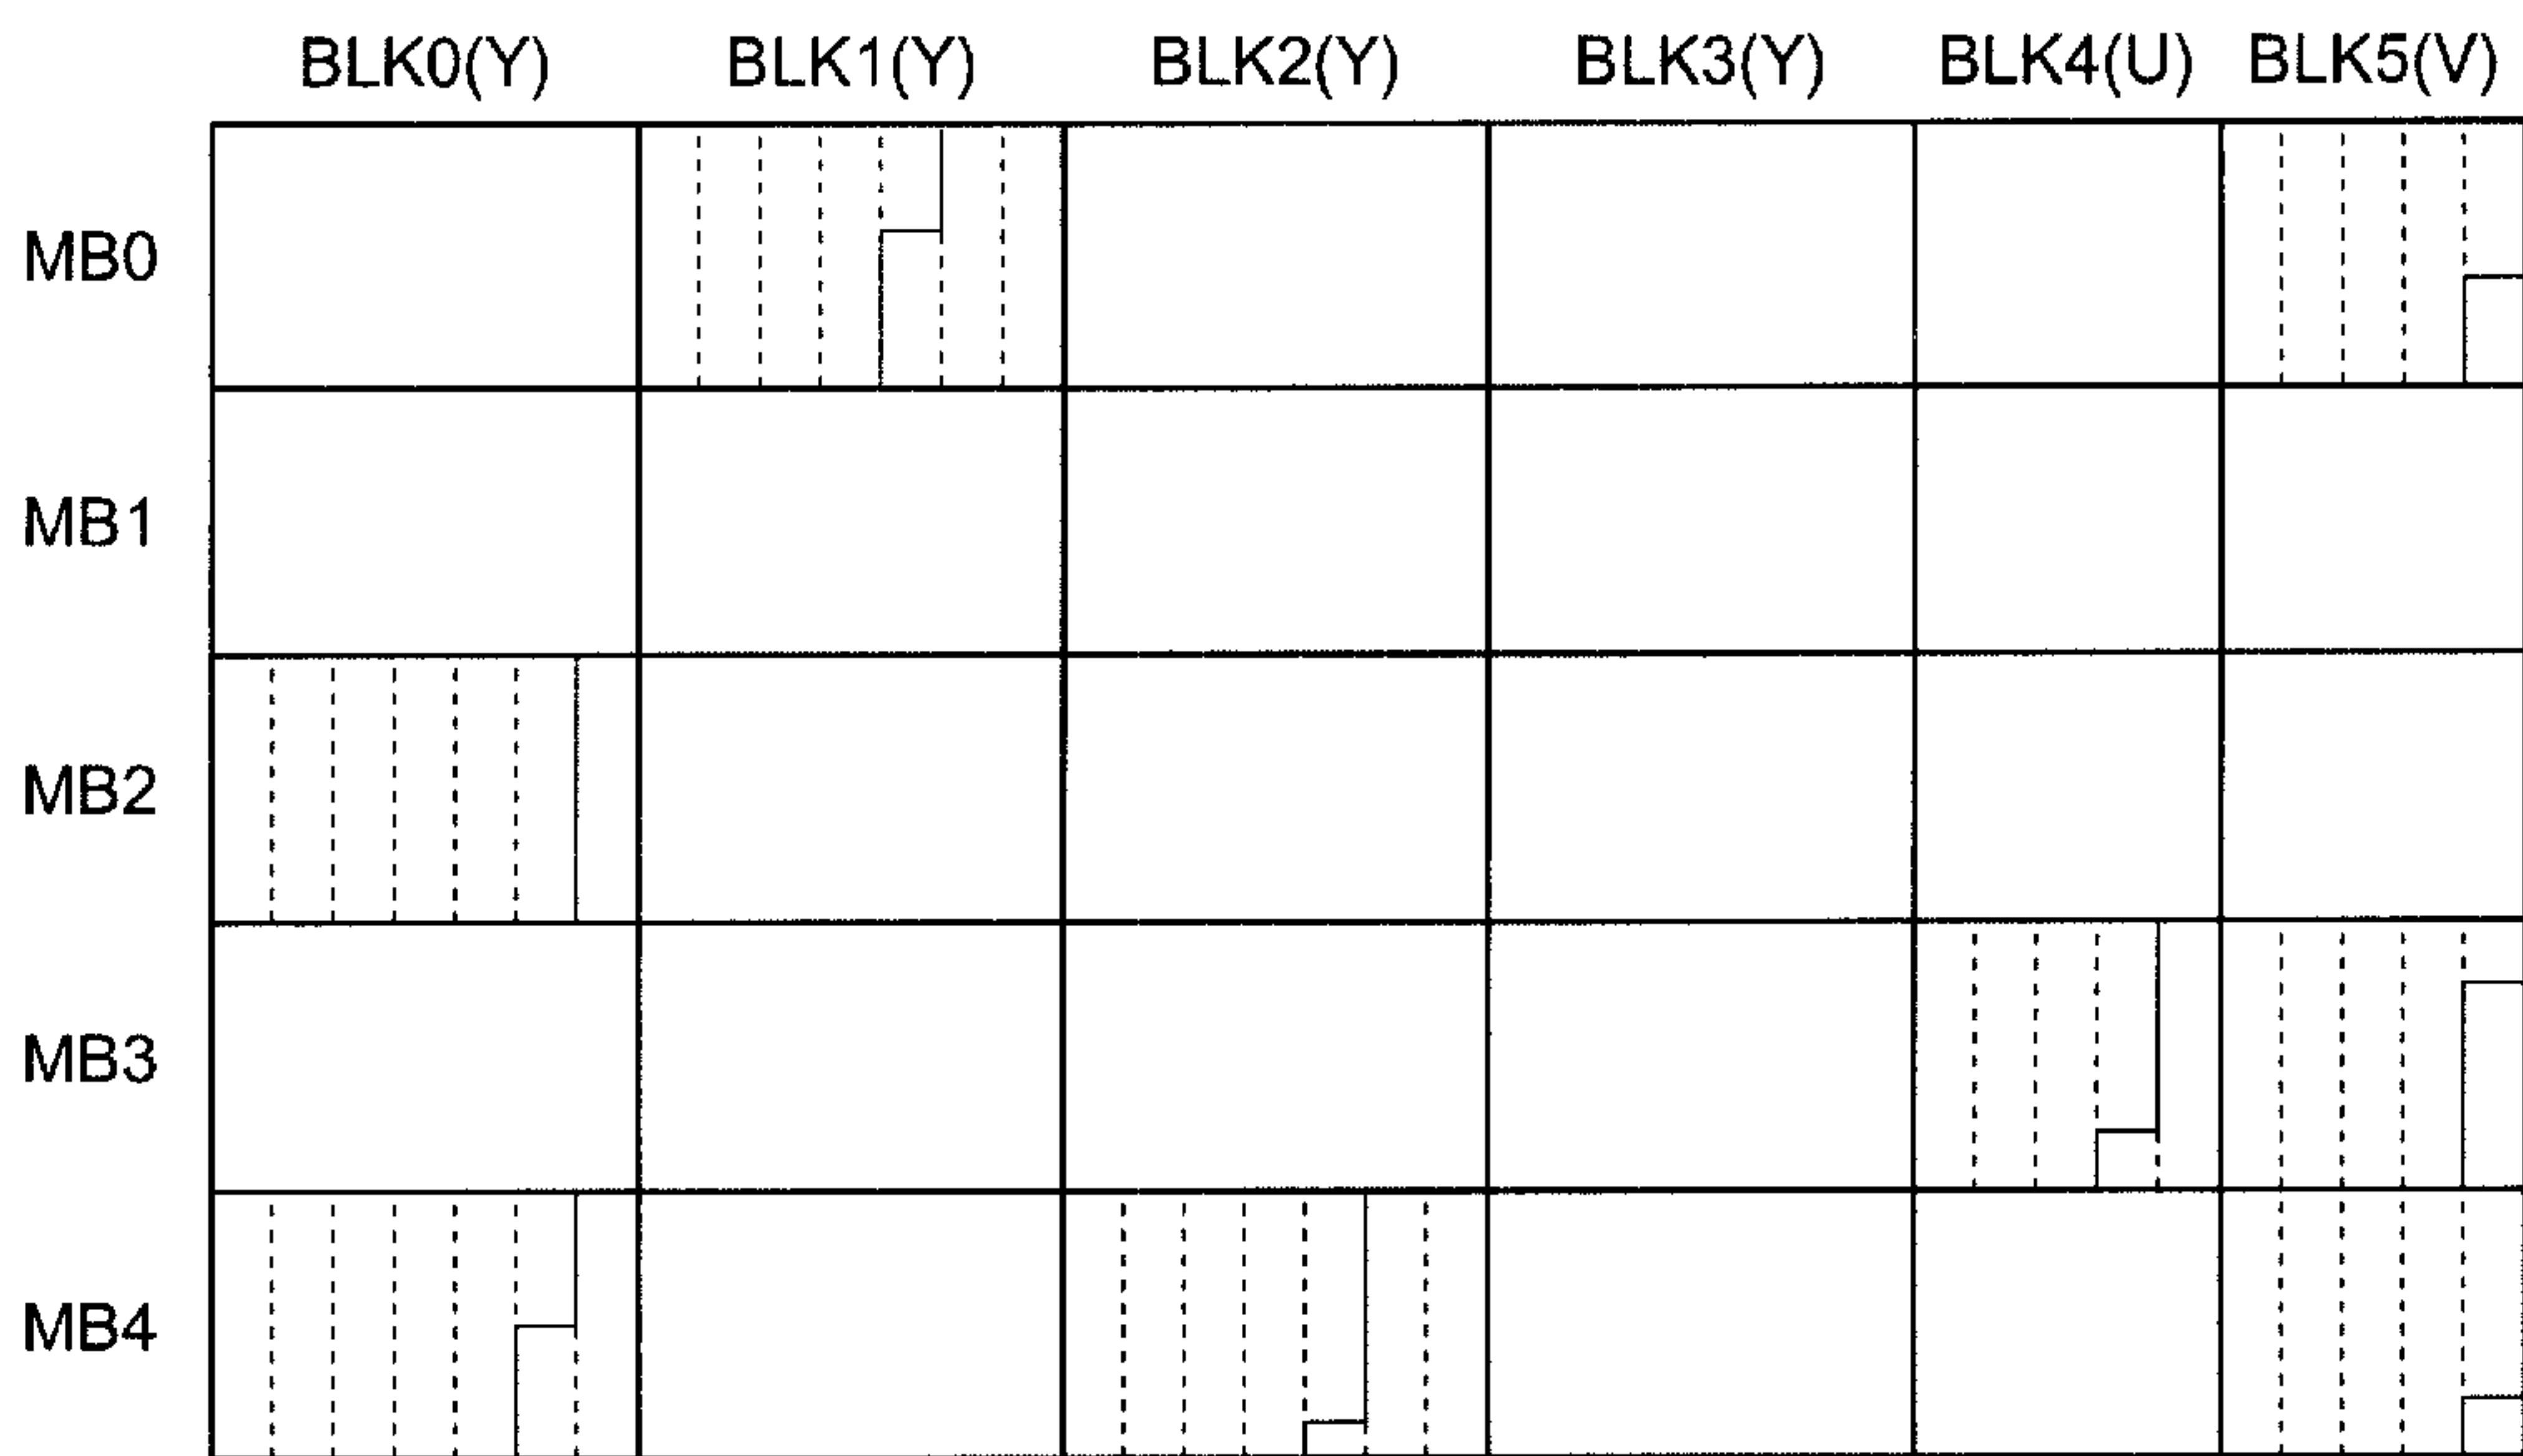 BLK0(Y) BLK1(Y) BLK2(Y) BLK3(Y) BLK4(U) BLK5(V)
MB0
MB1
MB2
MB3
MB4